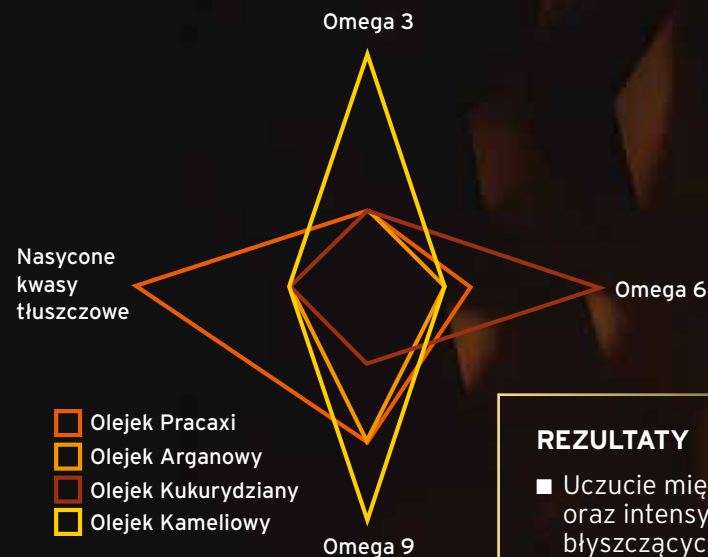 Omega 3
Nasycone
kwasy
tłuszczowe
Omega 6
Olejek Pracaxi
Olejek Arganowy
Olejek Kukurydziany
Olejek Kameliowy
Omega 9
REZULTATY
■ Uczucie mię
oraz intensy
błyszczącyc